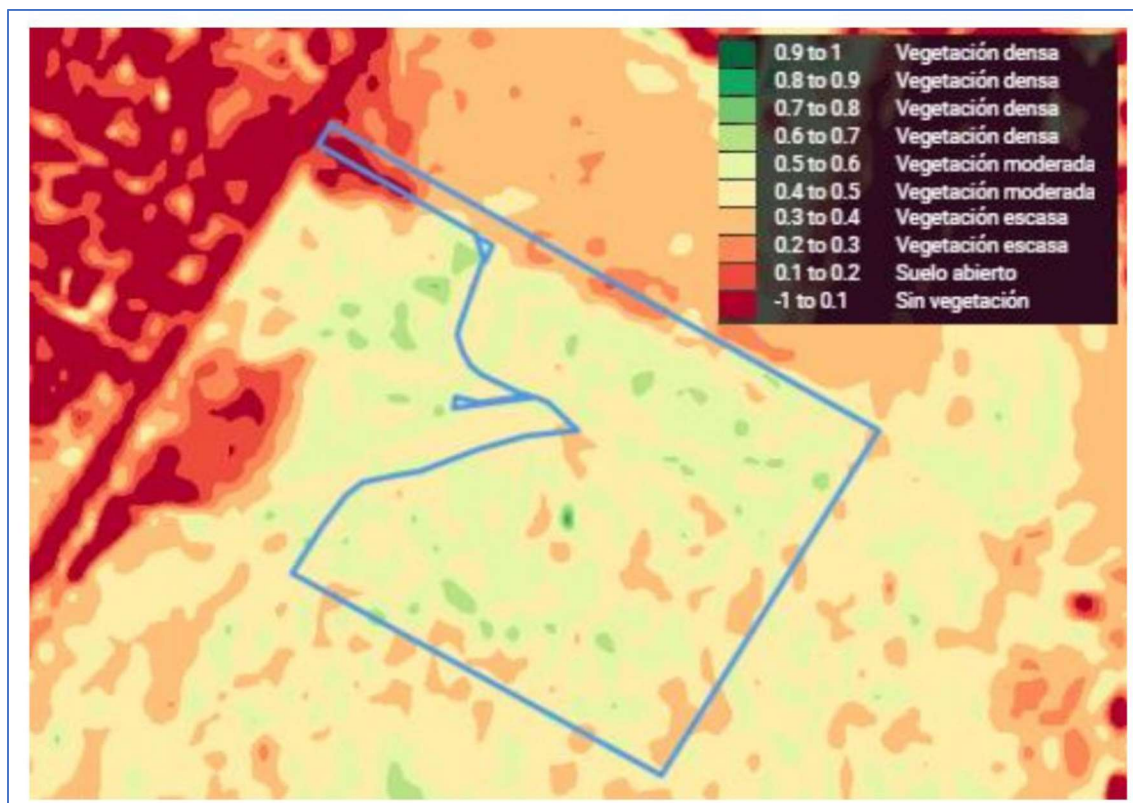 0.9 to 1 Vegetación densa
0.8 to 0.9 Vegetación densa
0.7 to 0.8 Vegetación densa
0.6 to 0.7 Vegetación densa
0.5 to 0.6 Vegetación moderada
0.4 to 0.5 Vegetación moderada
0.3 to 0.4 Vegetación escasa
0.2 to 0.3 Vegetación escasa
0.1 to 0.2 Suelo abierto
-1 to 0.1 Sin vegetación